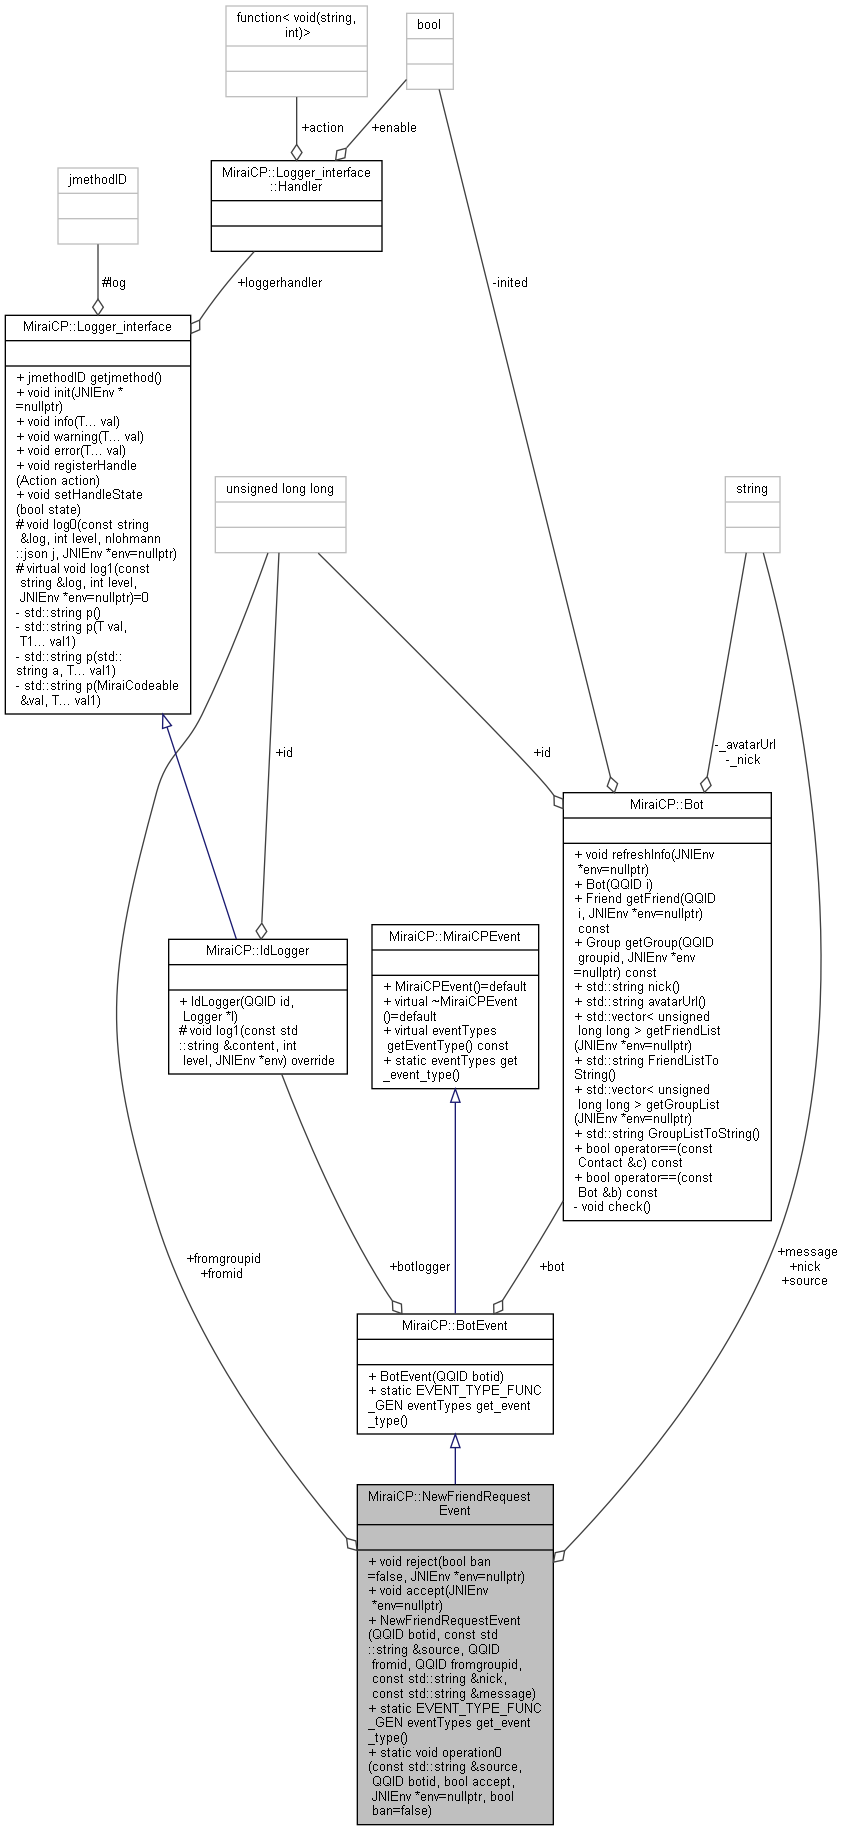 function< void(string,
int)>
bool
+action
+enable
jmethodID
MiraiCP::Logger_interface
::Handler
#log
+loggerhandler
-inited
MiraiCP::Logger_interface
+ jmethodID getjmethod()
+ void init(JNIEnv *
=nullptr)
+ void info(T... val)
+ void warning(T... val)
+ void error(T... val)
+ void registerHandle
(Action action)
+ void setHandleState
(bool state)
# void log0(const string
&log, int level, nlohmann
::json j, JNIEnv *env=nullptr)
# virtual void log1(const
string &log, int level,
JNIEnv *env=nullptr)=0
- std::string p()
- std::string p(T val,
T1... val1)
- std::string p(std::
string a, T... val1)
- std::string p(MiraiCodeable
&val, T... val1)
unsigned long long
string
+id
+id
-_avatarUrl
-_nick
MiraiCP::Bot
+ void refreshInfo(JNIEnv
*env=nullptr)
+ Bot(QQID i)
+ Friend getFriend(QQID
i, JNIEnv *env=nullptr)
const
+ Group getGroup(QQID
groupid, JNIEnv *env
=nullptr) const
+ std::string nick()
+ std::string avatarUrl()
+ std::vector< unsigned
long long > getFriendList
(JNIEnv *env=nullptr)
+ std::string FriendListTo
String()
+ std::vector< unsigned
long long > getGroupList
(JNIEnv *env=nullptr)
+ std::string GroupListToString()
+ bool operator==(const
Contact &c) const
+ bool operator==(const
Bot &b) const
- void check()
MiraiCP::IdLogger
+ IdLogger(QQID id,
Logger *l)
# void log1(const std
::string &content, int
level, JNIEnv *env) override
MiraiCP::MiraiCPEvent
+ MiraiCPEvent()=default
+ virtual ~MiraiCPEvent
()=default
+ virtual eventTypes
getEventType() const
+ static eventTypes get
_event_type()
+fromgroupid
+fromid
+botlogger
+bot
+message
+nick
+source
MiraiCP::BotEvent
+ BotEvent(QQID botid)
+ static EVENT_TYPE_FUNC
_GEN eventTypes get_event
_type()
MiraiCP::NewFriendRequest
Event
+ void reject(bool ban
=false, JNIEnv *env=nullptr)
+ void accept(JNIEnv
*env=nullptr)
+ NewFriendRequestEvent
(QQID botid, const std
::string &source, QQID
fromid, QQID fromgroupid,
const std::string &nick,
const std::string &message)
+ static EVENT_TYPE_FUNC
_GEN eventTypes get_event
_type()
+ static void operation0
(const std::string &source,
QQID botid, bool accept,
JNIEnv *env=nullptr, bool
ban=false)